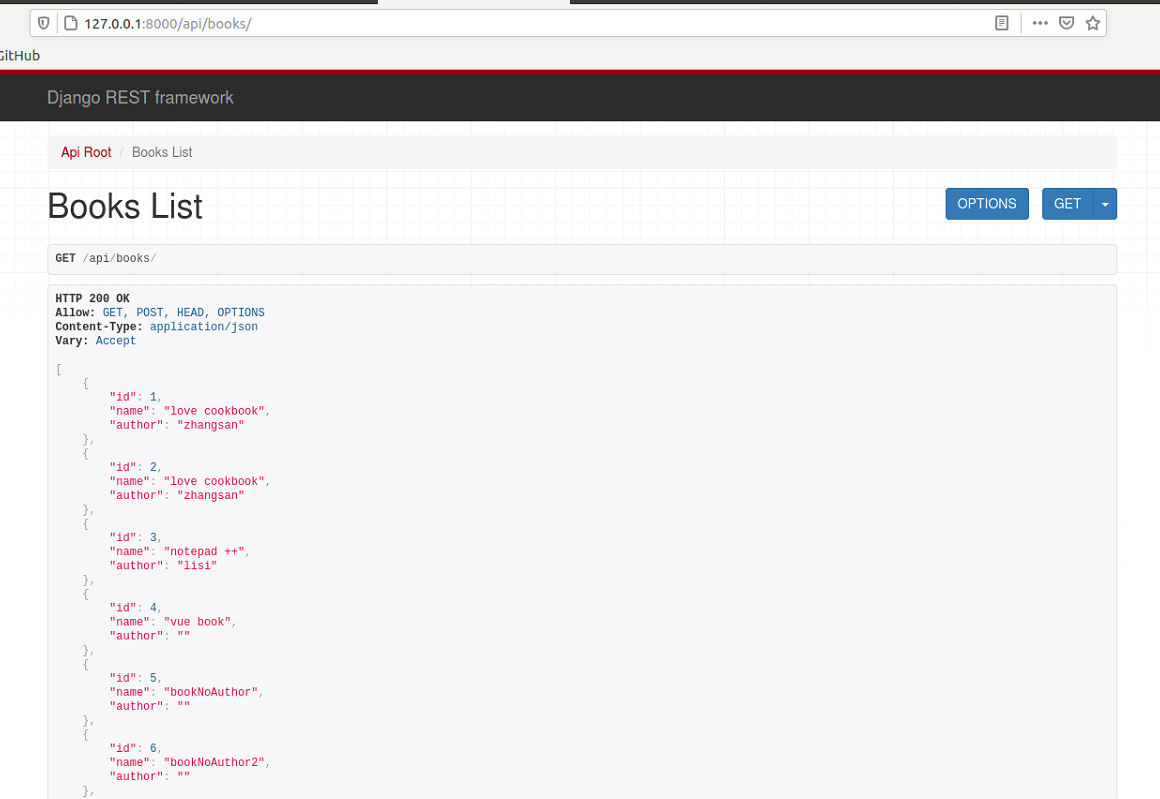 127.0.0.1:8000/api/books/
GitHub
Django REST framework
Api Root / Books List
Books List
OPTIONS GET
GET /api/books/
HTTP 200 OK
Allow: GET, POST, HEAD, OPTIONS
Content-Type: application/json
Vary: Accept
[
    {
        "id": 1,
        "name": "love cookbook",
        "author": "zhangsan"
    },
    {
        "id": 2,
        "name": "love cookbook",
        "author": "zhangsan"
    },
    {
        "id": 3,
        "name": "notepad ++",
        "author": "lisi"
    },
    {
        "id": 4,
        "name": "vue book",
        "author": ""
    },
    {
        "id": 5,
        "name": "bookNoAuthor",
        "author": ""
    },
    {
        "id": 6,
        "name": "bookNoAuthor2",
        "author": ""
    },